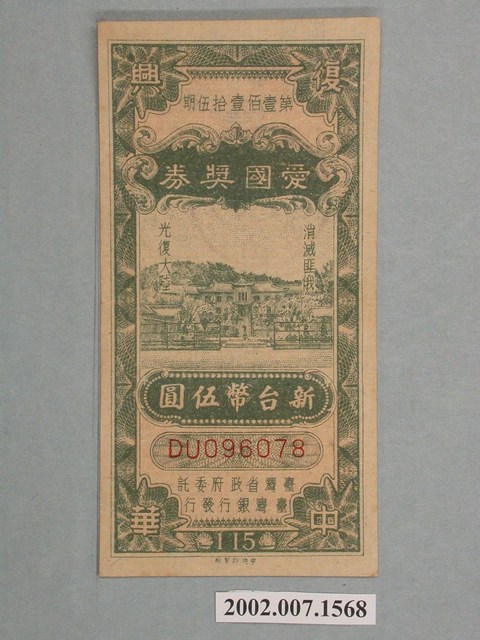 復興
第壹佰壹拾伍期
愛國獎券
消滅匪俄
光復大陸
新台幣伍圓
DU096078
臺灣省政府委託
臺灣銀行發行
中華
115
2002.007.1568